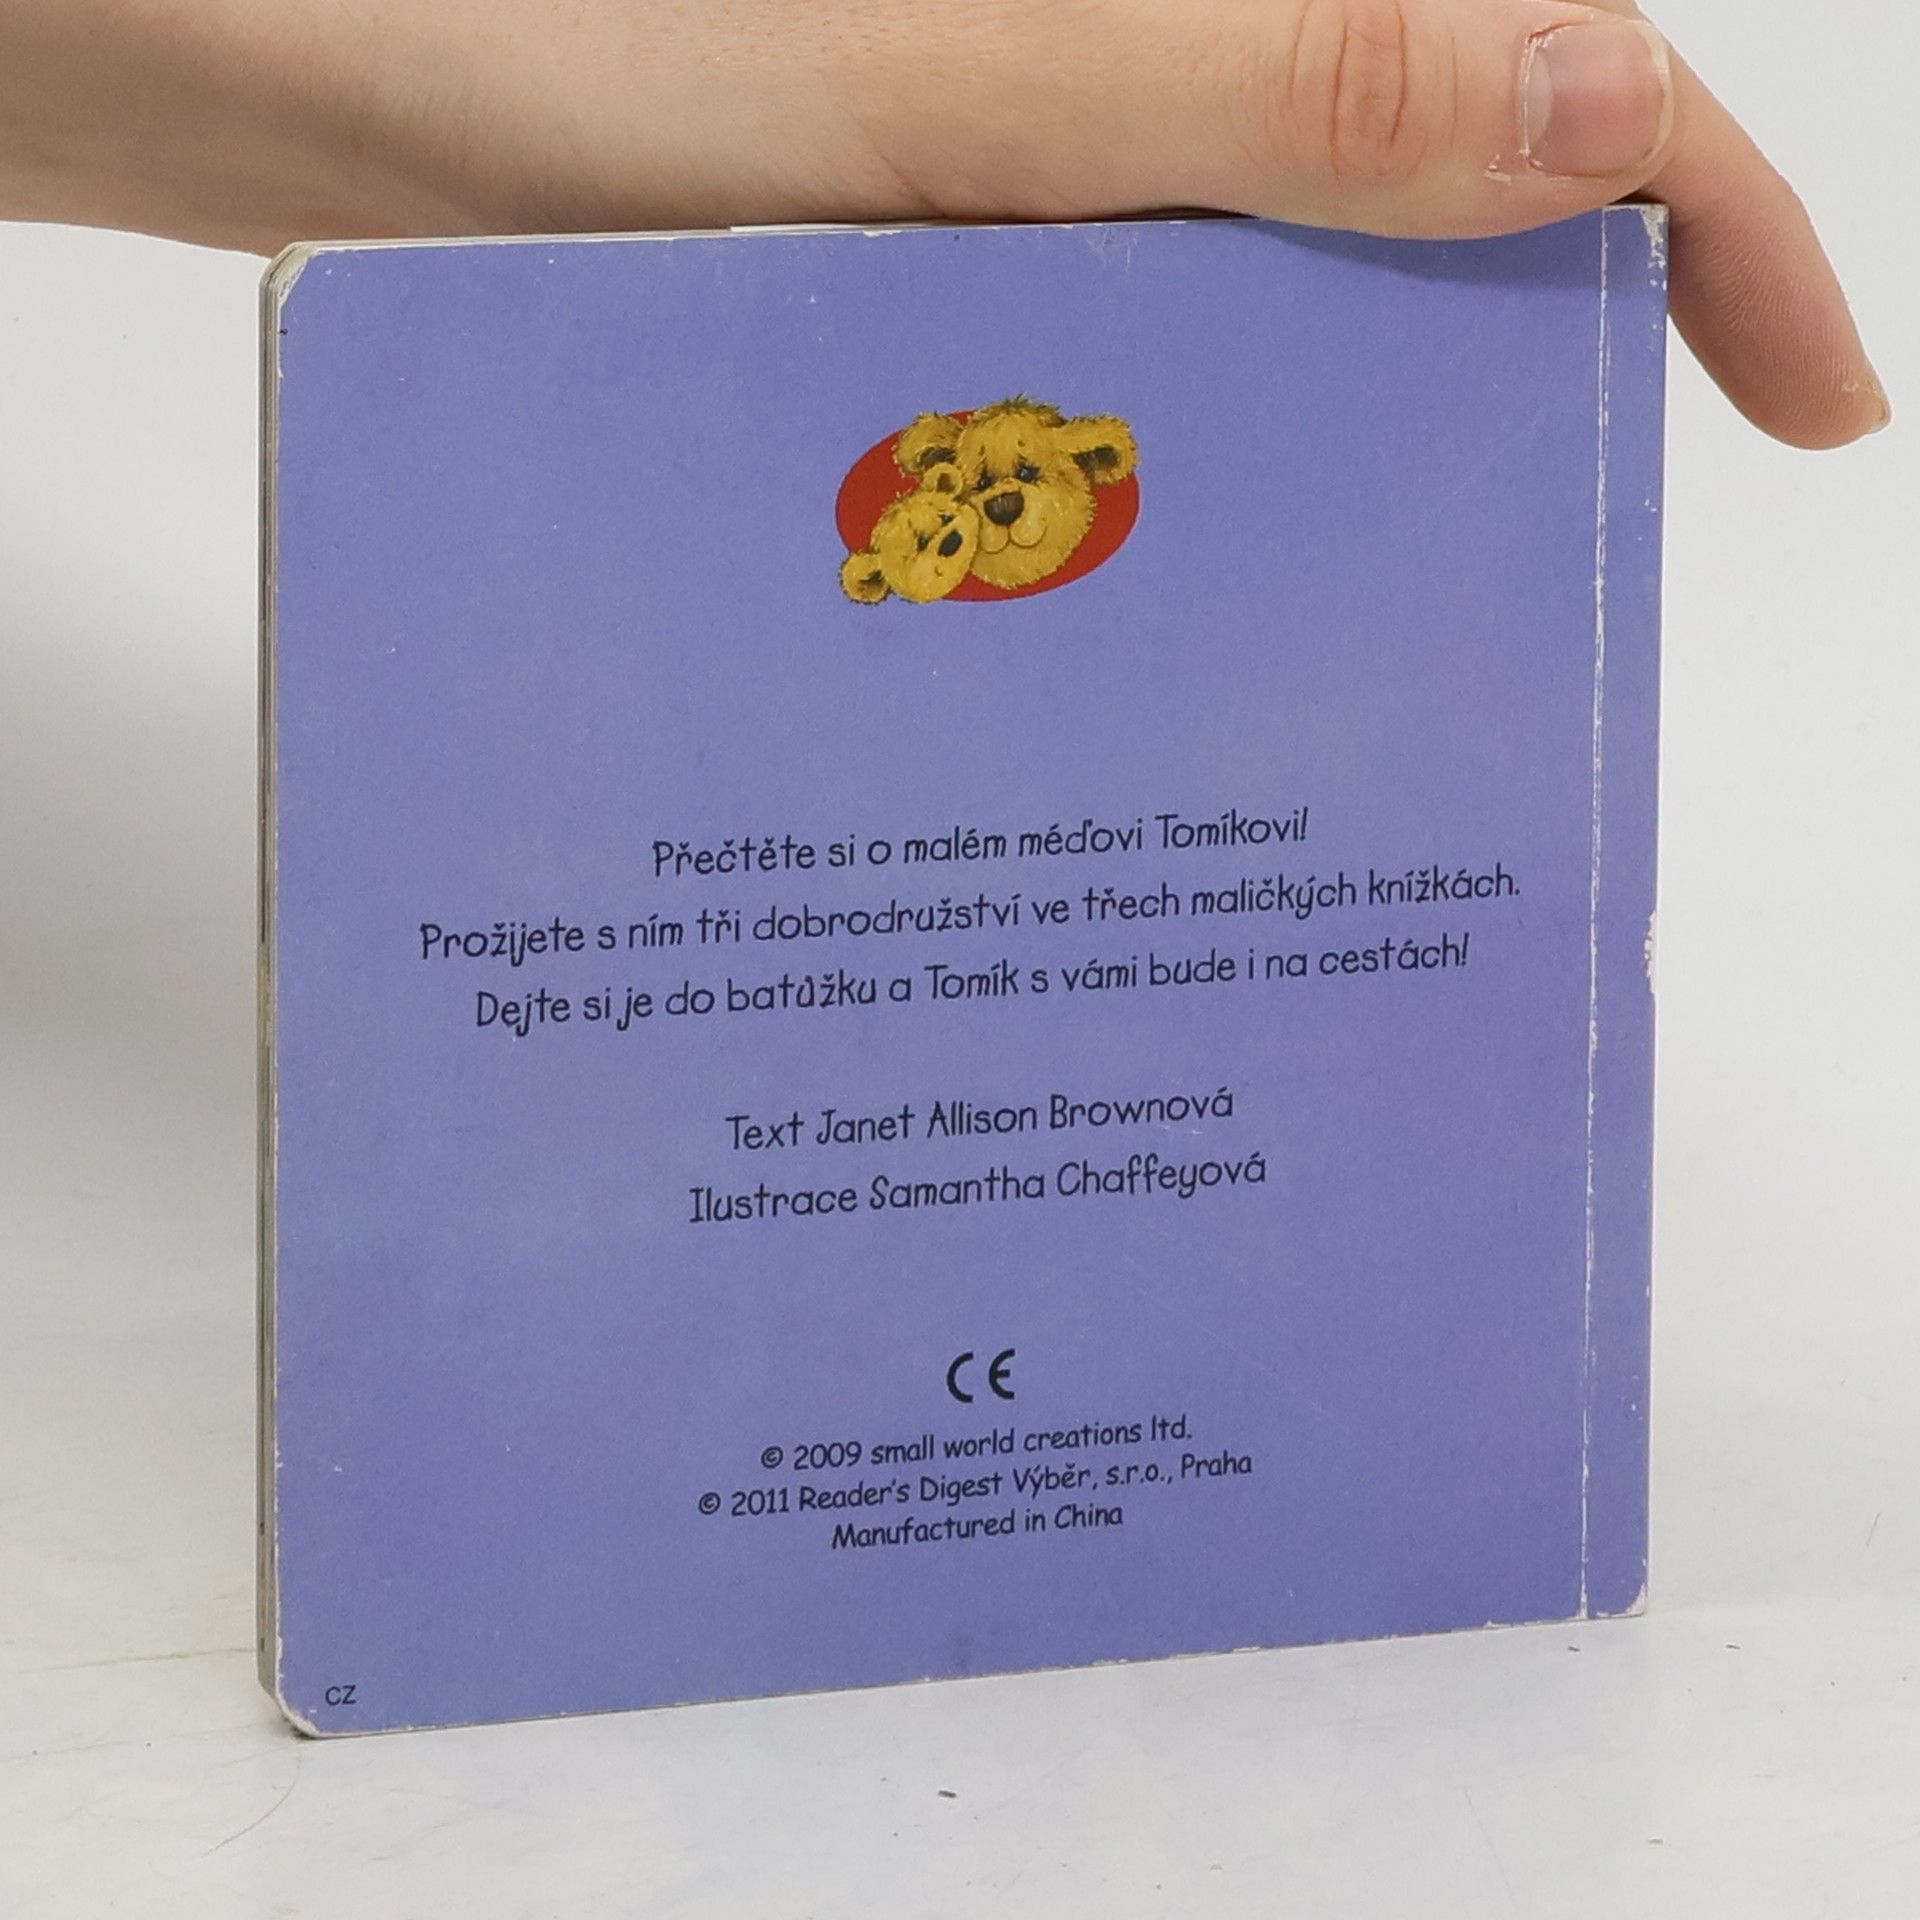 Přečtěte si o malém méďovi Tomíkovi!
Prožijete s ním tři dobrodružství ve třech maličkých knížkách.
Dejte si je do batůžku a Tomík s vámi bude i na cestách!
Text Janet Allison Brownová
Ilustrace Samantha Chaffeyová
CE
© 2009 small world creations ltd.
© 2011 Reader's Digest Výběr, s.r.o., Praha
Manufactured in China
CZ